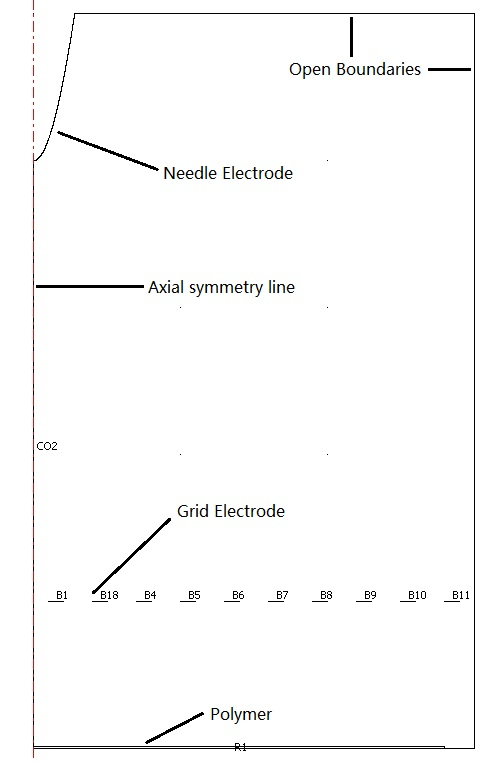 Open Boundaries
Needle Electrode
Axial symmetry line
CO2
Grid Electrode
B1 B18 B4 B5 B6 B7 B8 B9 B10 B11
Polymer
R1